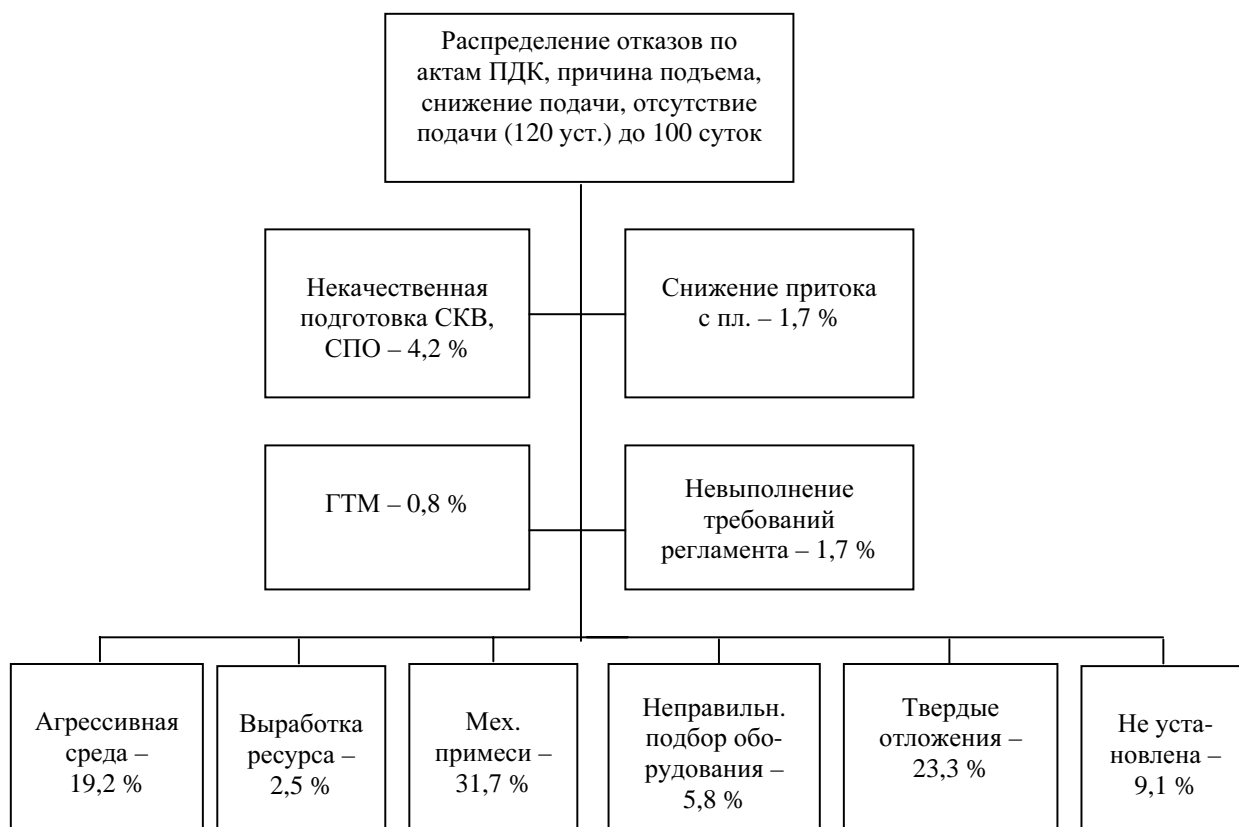 Распределение отказов по
актам ПДК, причина подъема,
снижение подачи, отсутствие
подачи (120 уст.) до 100 суток
Некачественная
подготовка СКВ,
СПО – 4,2 %
Снижение притока
с пл. – 1,7 %
ГТМ – 0,8 %
Невыполнение
требований
регламента – 1,7 %
Агрессивная
среда –
19,2 %
Выработка
ресурса –
2,5 %
Мех.
примеси –
31,7 %
Неправильн.
подбор обо-
рудования –
5,8 %
Твердые
отложения –
23,3 %
Не уста-
новлена –
9,1 %